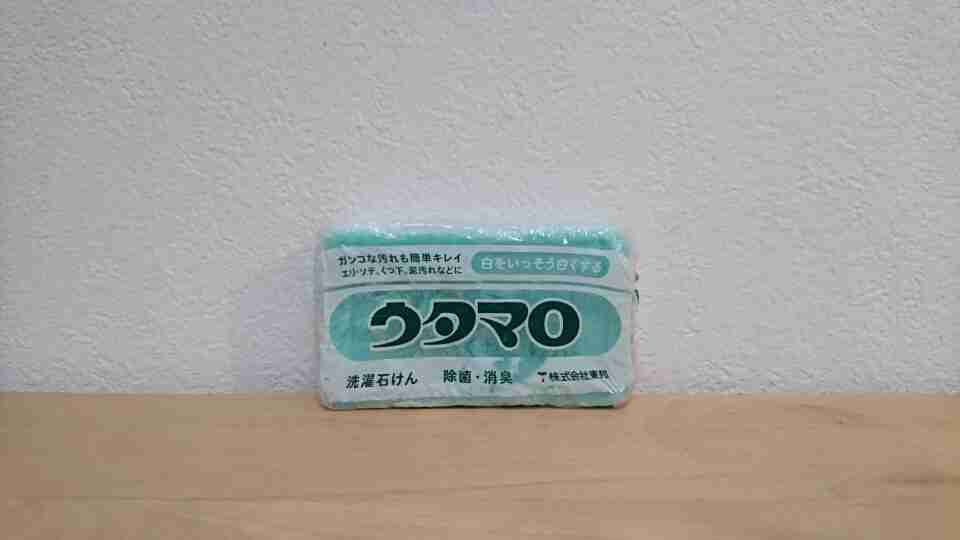 ガンコな汚れも簡単キレイ
エリ・ソデ、くつ下、泥汚れなどに
白をいっそう白くする
ウタマロ
洗濯石けん
除菌・消臭
株式会社東邦